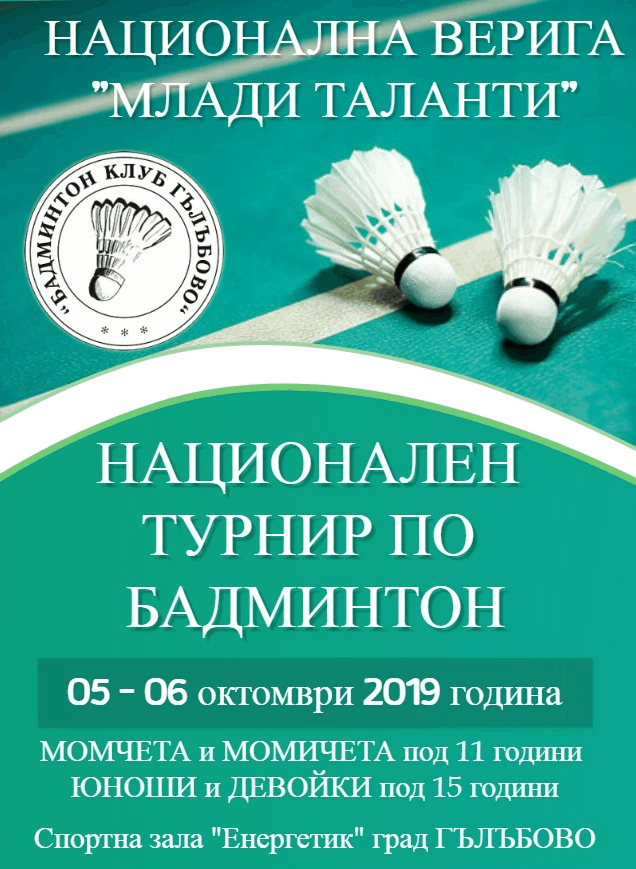 НАЦИОНАЛНА ВЕРИГА
"МЛАДИ ТАЛАНТИ"
"БАДМИНТОН КЛУБ ГЪЛЪБОВО"
* * *
НАЦИОНАЛЕН
ТУРНИР ПО
БАДМИНТОН
05 - 06 октомври 2019 година
МОМЧЕТА и МОМИЧЕТА под 11 години
ЮНОШИ и ДЕВОЙКИ под 15 години
Спортна зала "Енергетик" град ГЪЛЪБОВО